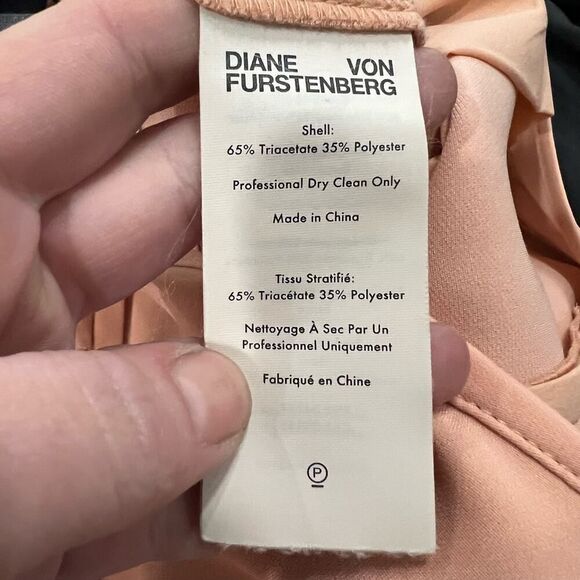 DIANE VON
FURSTENBERG
Shell:
65% Triacetate 35% Polyester
Professional Dry Clean Only
Made in China
Tissu Stratifié:
65% Triacétate 35% Polyester
Nettoyage À Sec Par Un
Professionel Uniquement
Fabriqué en Chine
P